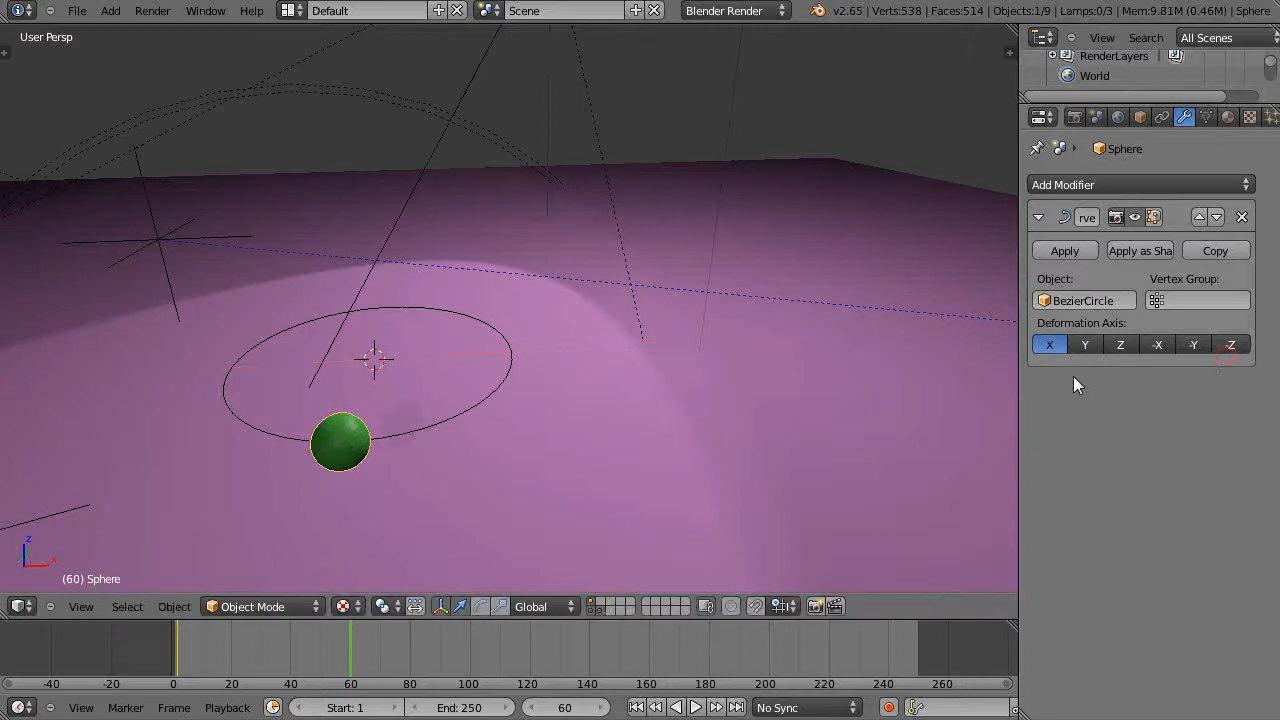 File Add Render Window Help Default Scene Blender Render v2.65 | Verts:538 | Faces:514 | Objects:1/9 | Lamps:0/3 | Mem:9.81M (0.46M) | Sphere
User Persp
View Search All Scenes
RenderLayers
World
Sphere
Add Modifier
rve
Apply Apply as Sha Copy
Object: Vertex Group:
BezierCircle
Deformation Axis:
X Y Z -X -Y -Z
z
x
(60) Sphere
View Select Object Object Mode Global
-40 -20 0 20 40 60 80 100 120 140 160 180 200 220 240 260
View Marker Frame Playback Start: 1 End: 250 60 No Sync